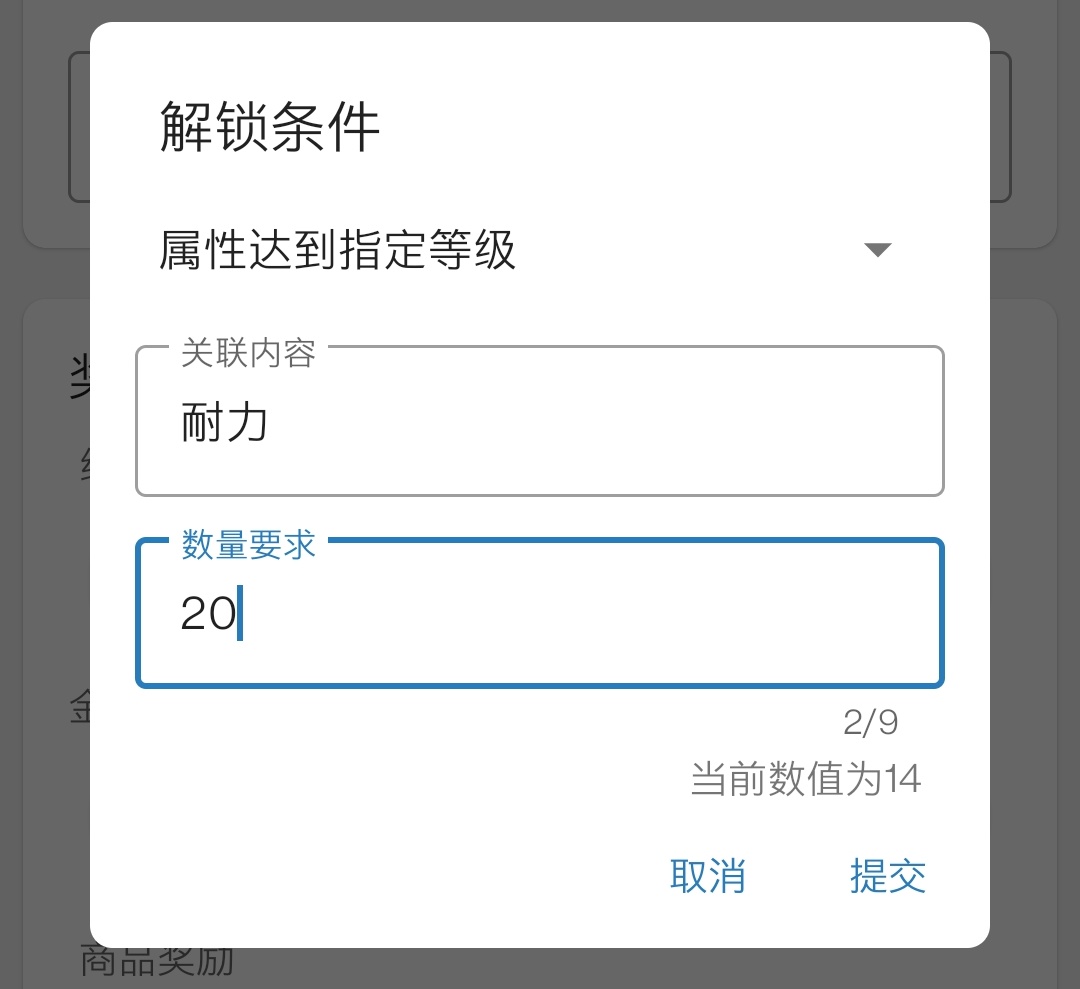 解锁条件
属性达到指定等级
关联内容
耐力
数量要求
20
2/9
当前数值为14
取消
提交
商品奖励